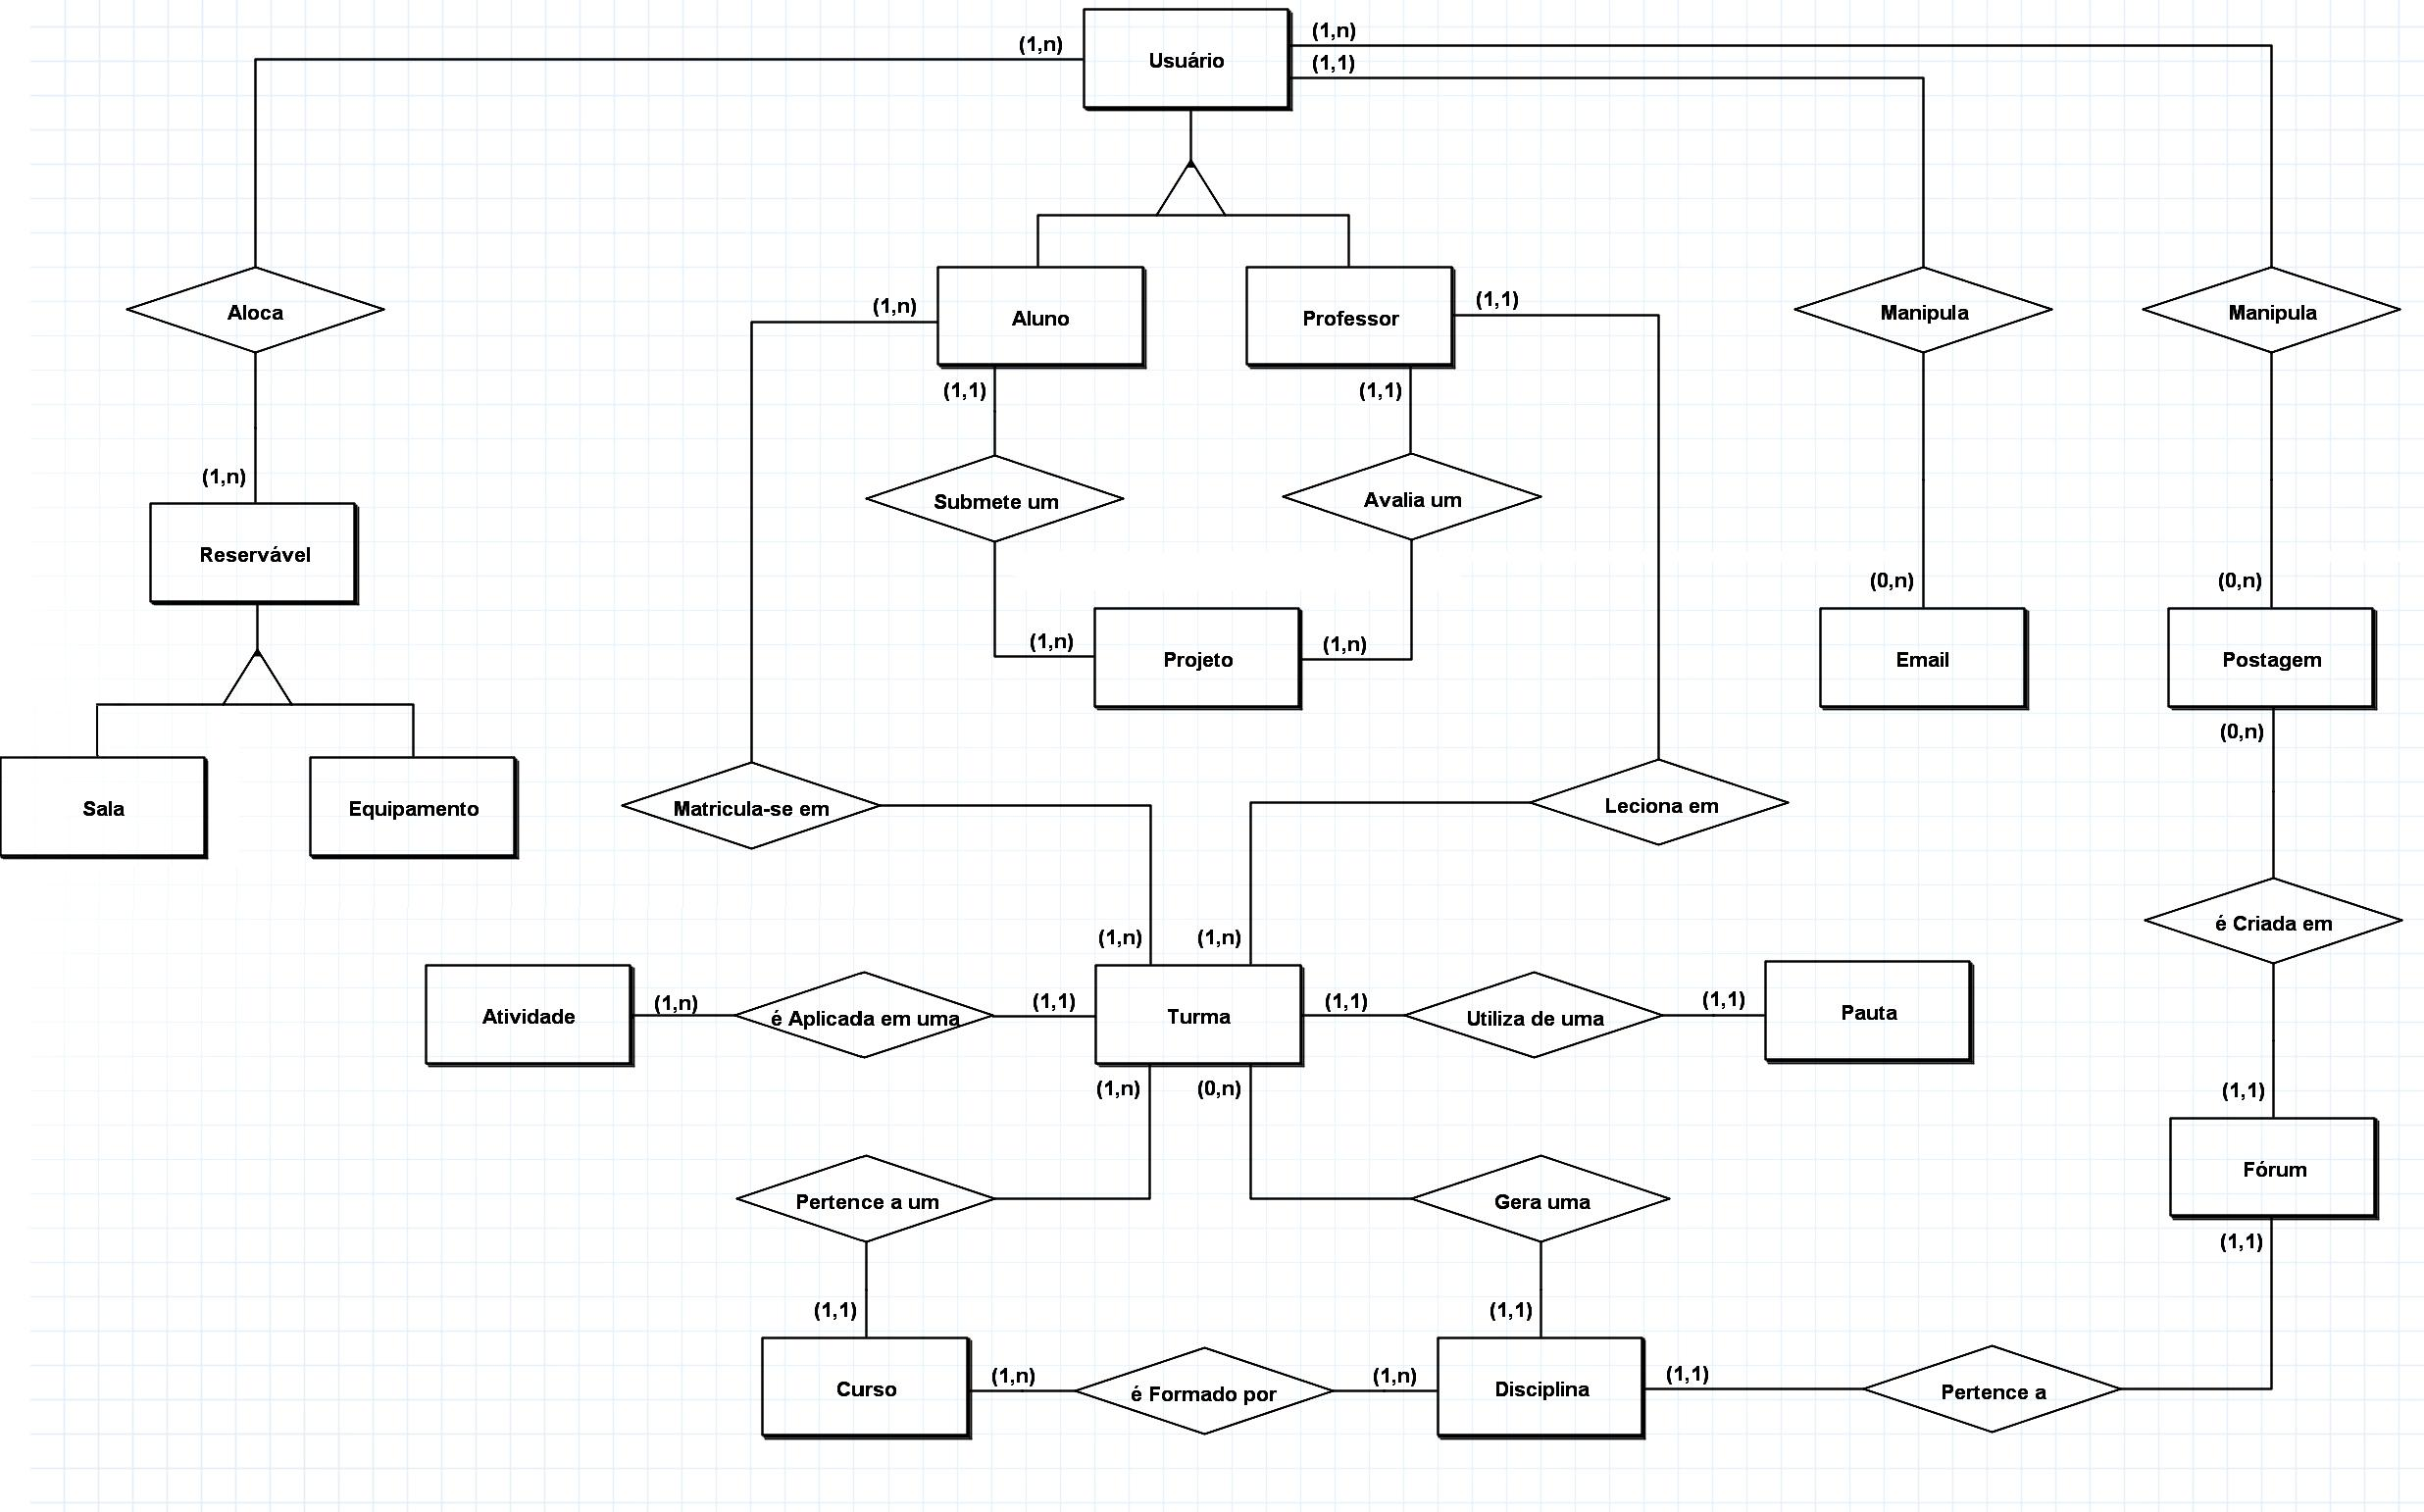 (1,n)
Usuário
(1,n)
(1,1)
Aloca
(1,n)
Aluno
Professor
(1,1)
Manipula
Manipula
(1,1)
(1,1)
(1,n)
Submete um
Avalia um
Reservável
(0,n)
(0,n)
(1,n)
Projeto
(1,n)
Email
Postagem
(0,n)
Sala
Equipamento
Matricula-se em
Leciona em
(1,n)
(1,n)
é Criada em
Atividade
(1,n)
é Aplicada em uma
(1,1)
Turma
(1,1)
Utiliza de uma
(1,1)
Pauta
(1,n)
(0,n)
(1,1)
Pertence a um
Gera uma
Fórum
(1,1)
(1,1)
(1,1)
Curso
(1,n)
é Formado por
(1,n)
Disciplina
(1,1)
Pertence a